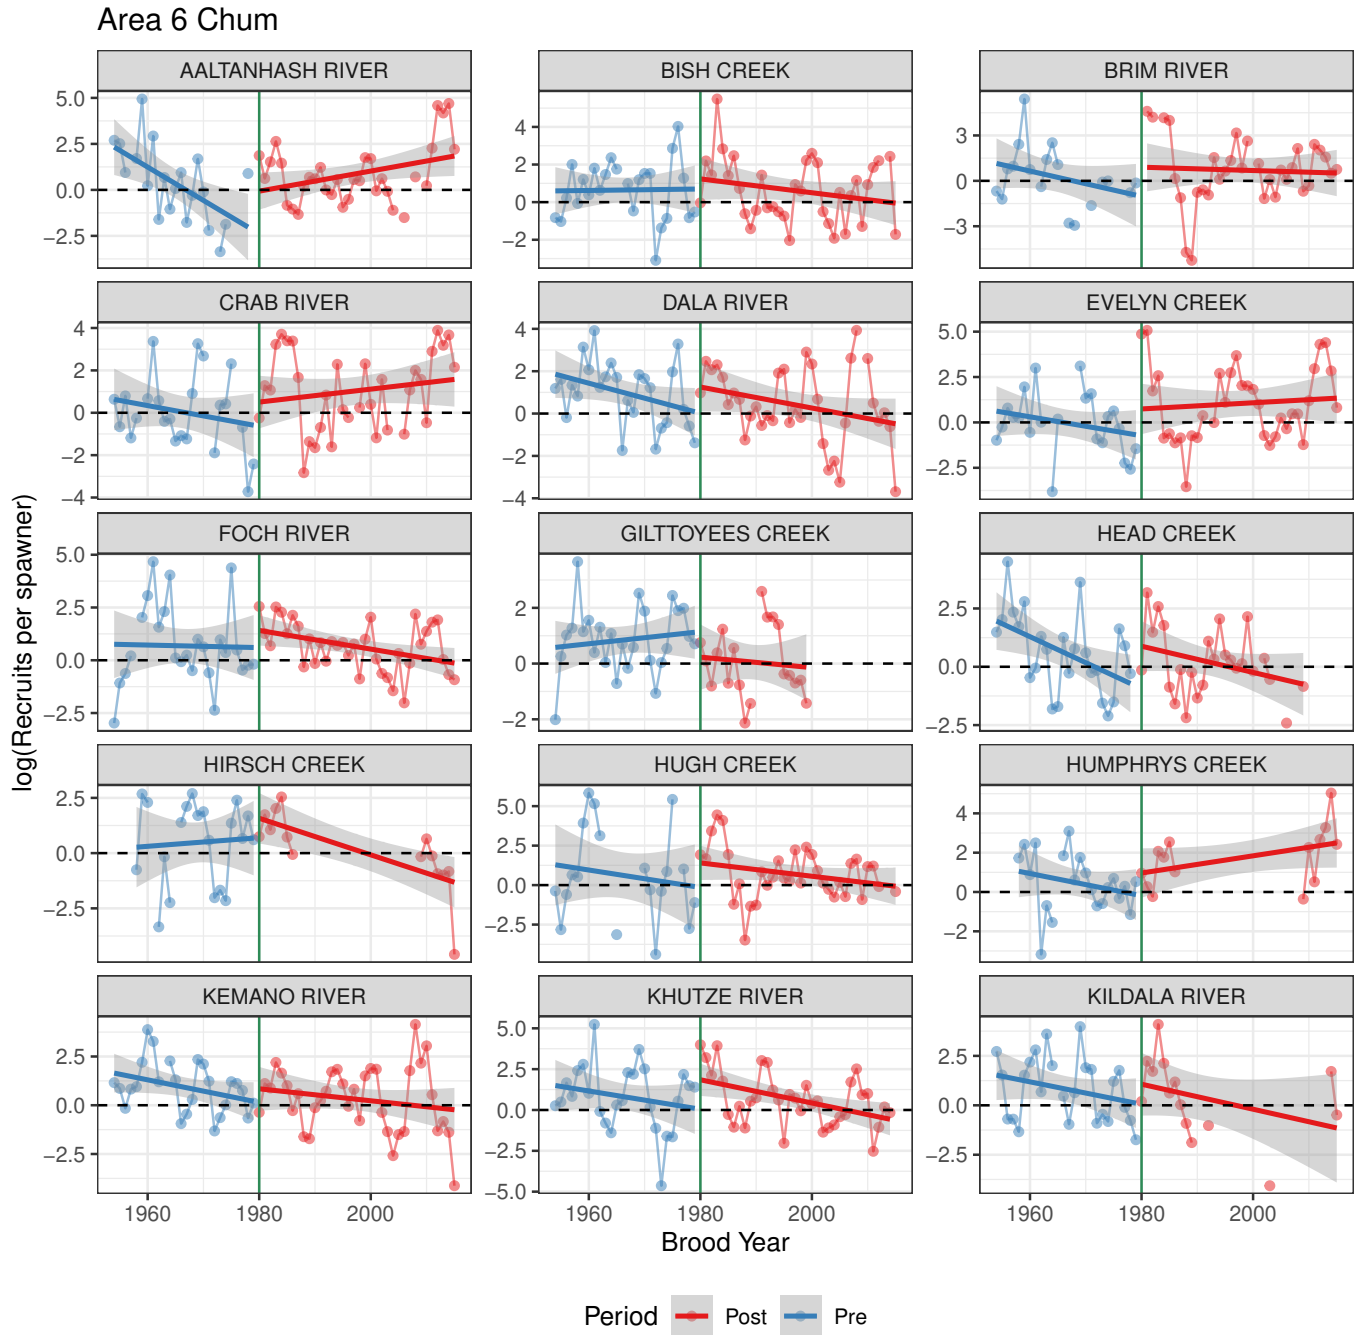 Area 6 Chum
AALTANHASH RIVER
BISH CREEK
BRIM RIVER
5.0
2.5
0.0
−2.5
4
2
0
−2
3
0
−3
CRAB RIVER
DALA RIVER
EVELYN CREEK
4
2
0
−2
−4
4
2
0
−2
−4
5.0
2.5
0.0
−2.5
FOCH RIVER
GILTTOYEES CREEK
HEAD CREEK
5.0
2.5
0.0
−2.5
2
0
−2
2.5
0.0
−2.5
HIRSCH CREEK
HUGH CREEK
HUMPHRYS CREEK
2.5
0.0
−2.5
5.0
2.5
0.0
−2.5
4
2
0
−2
KEMANO RIVER
KHUTZE RIVER
KILDALA RIVER
2.5
0.0
−2.5
5.0
2.5
0.0
−2.5
−5.0
2.5
0.0
−2.5
1960 1980 2000
1960 1980 2000
1960 1980 2000
log(Recruits per spawner)
Brood Year
Period Post Pre